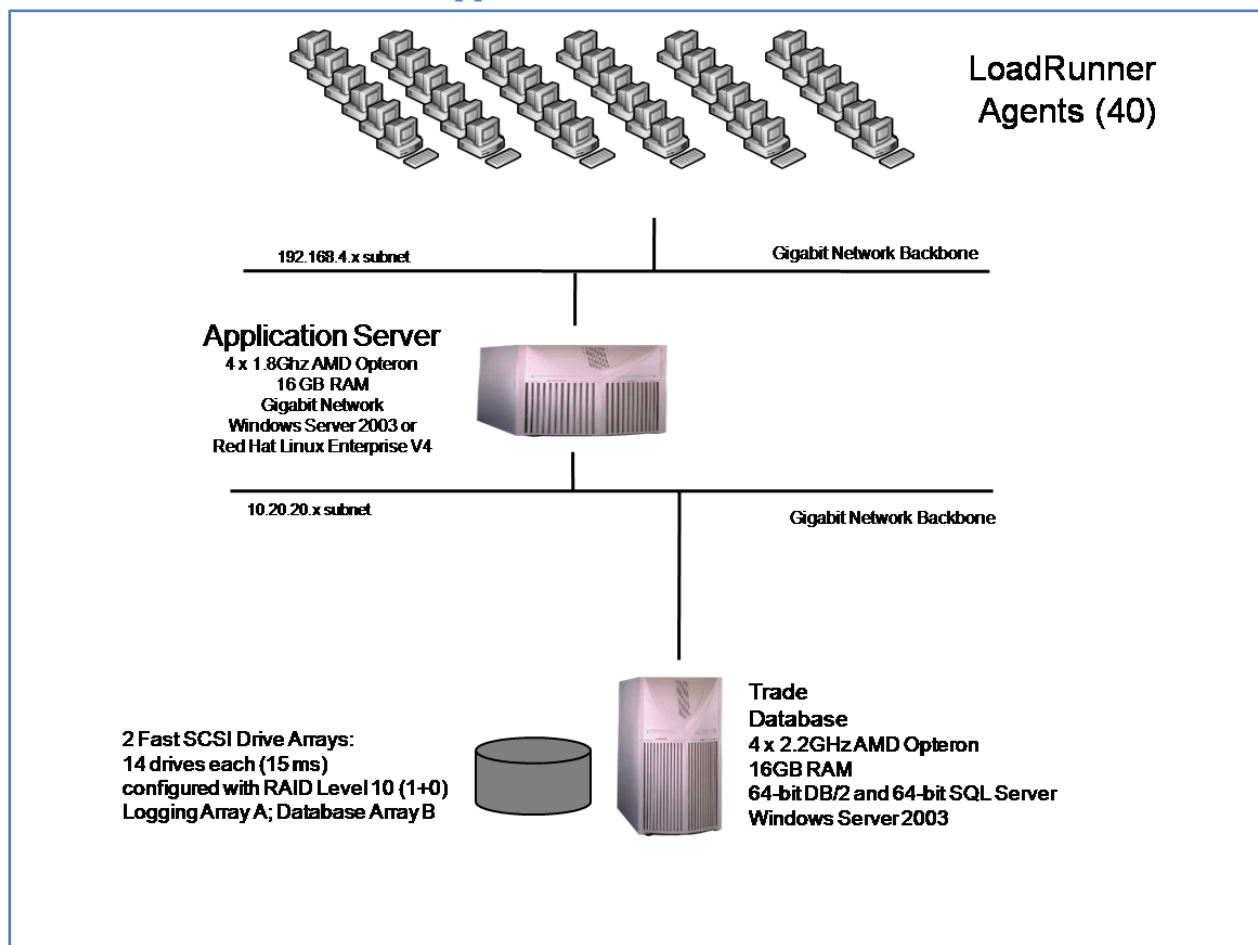 LoadRunner
Agents (40)
192.168.4.x subnet
Gigabit Network Backbone
Application Server
4 x 1.8Ghz AMD Opteron
16 GB RAM
Gigabit Network
Windows Server 2003 or
Red Hat Linux Enterprise V4
10.20.20.x subnet
Gigabit Network Backbone
2 Fast SCSI Drive Arrays:
14 drives each (15 ms)
configured with RAID Level 10 (1+0)
Logging Array A; Database Array B
Trade
Database
4 x 2.2GHz AMD Opteron
16GB RAM
64-bit DB/2 and 64-bit SQL Server
Windows Server 2003